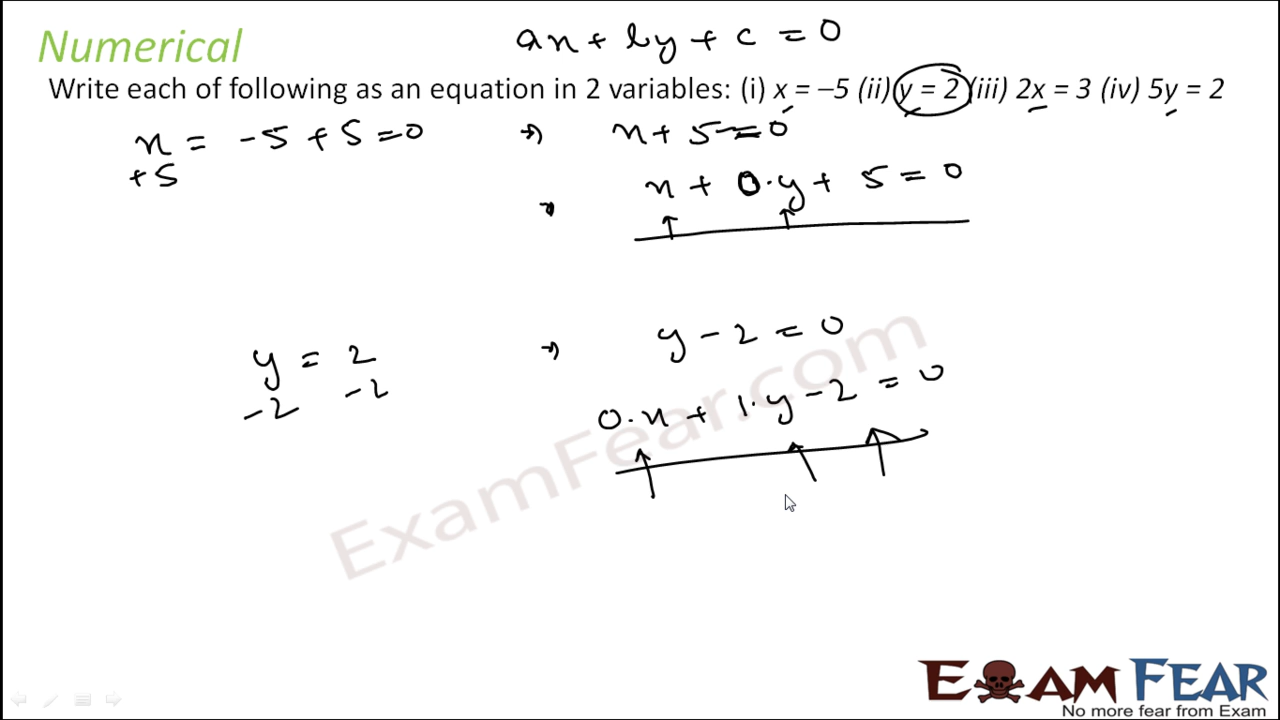 Numerical
ax + by + c = 0
Write each of following as an equation in 2 variables: (i) x = –5 (ii) y = 2 (iii) 2x = 3 (iv) 5y = 2
x = -5 + 5 = 0 ⇒ x + 5 = 0
+5
⇒ x + 0·y + 5 = 0
y = 2 ⇒ y - 2 = 0
-2 -2
0·x + 1·y - 2 = 0
ExamFear.com
EXAM FEAR
No more fear from Exam